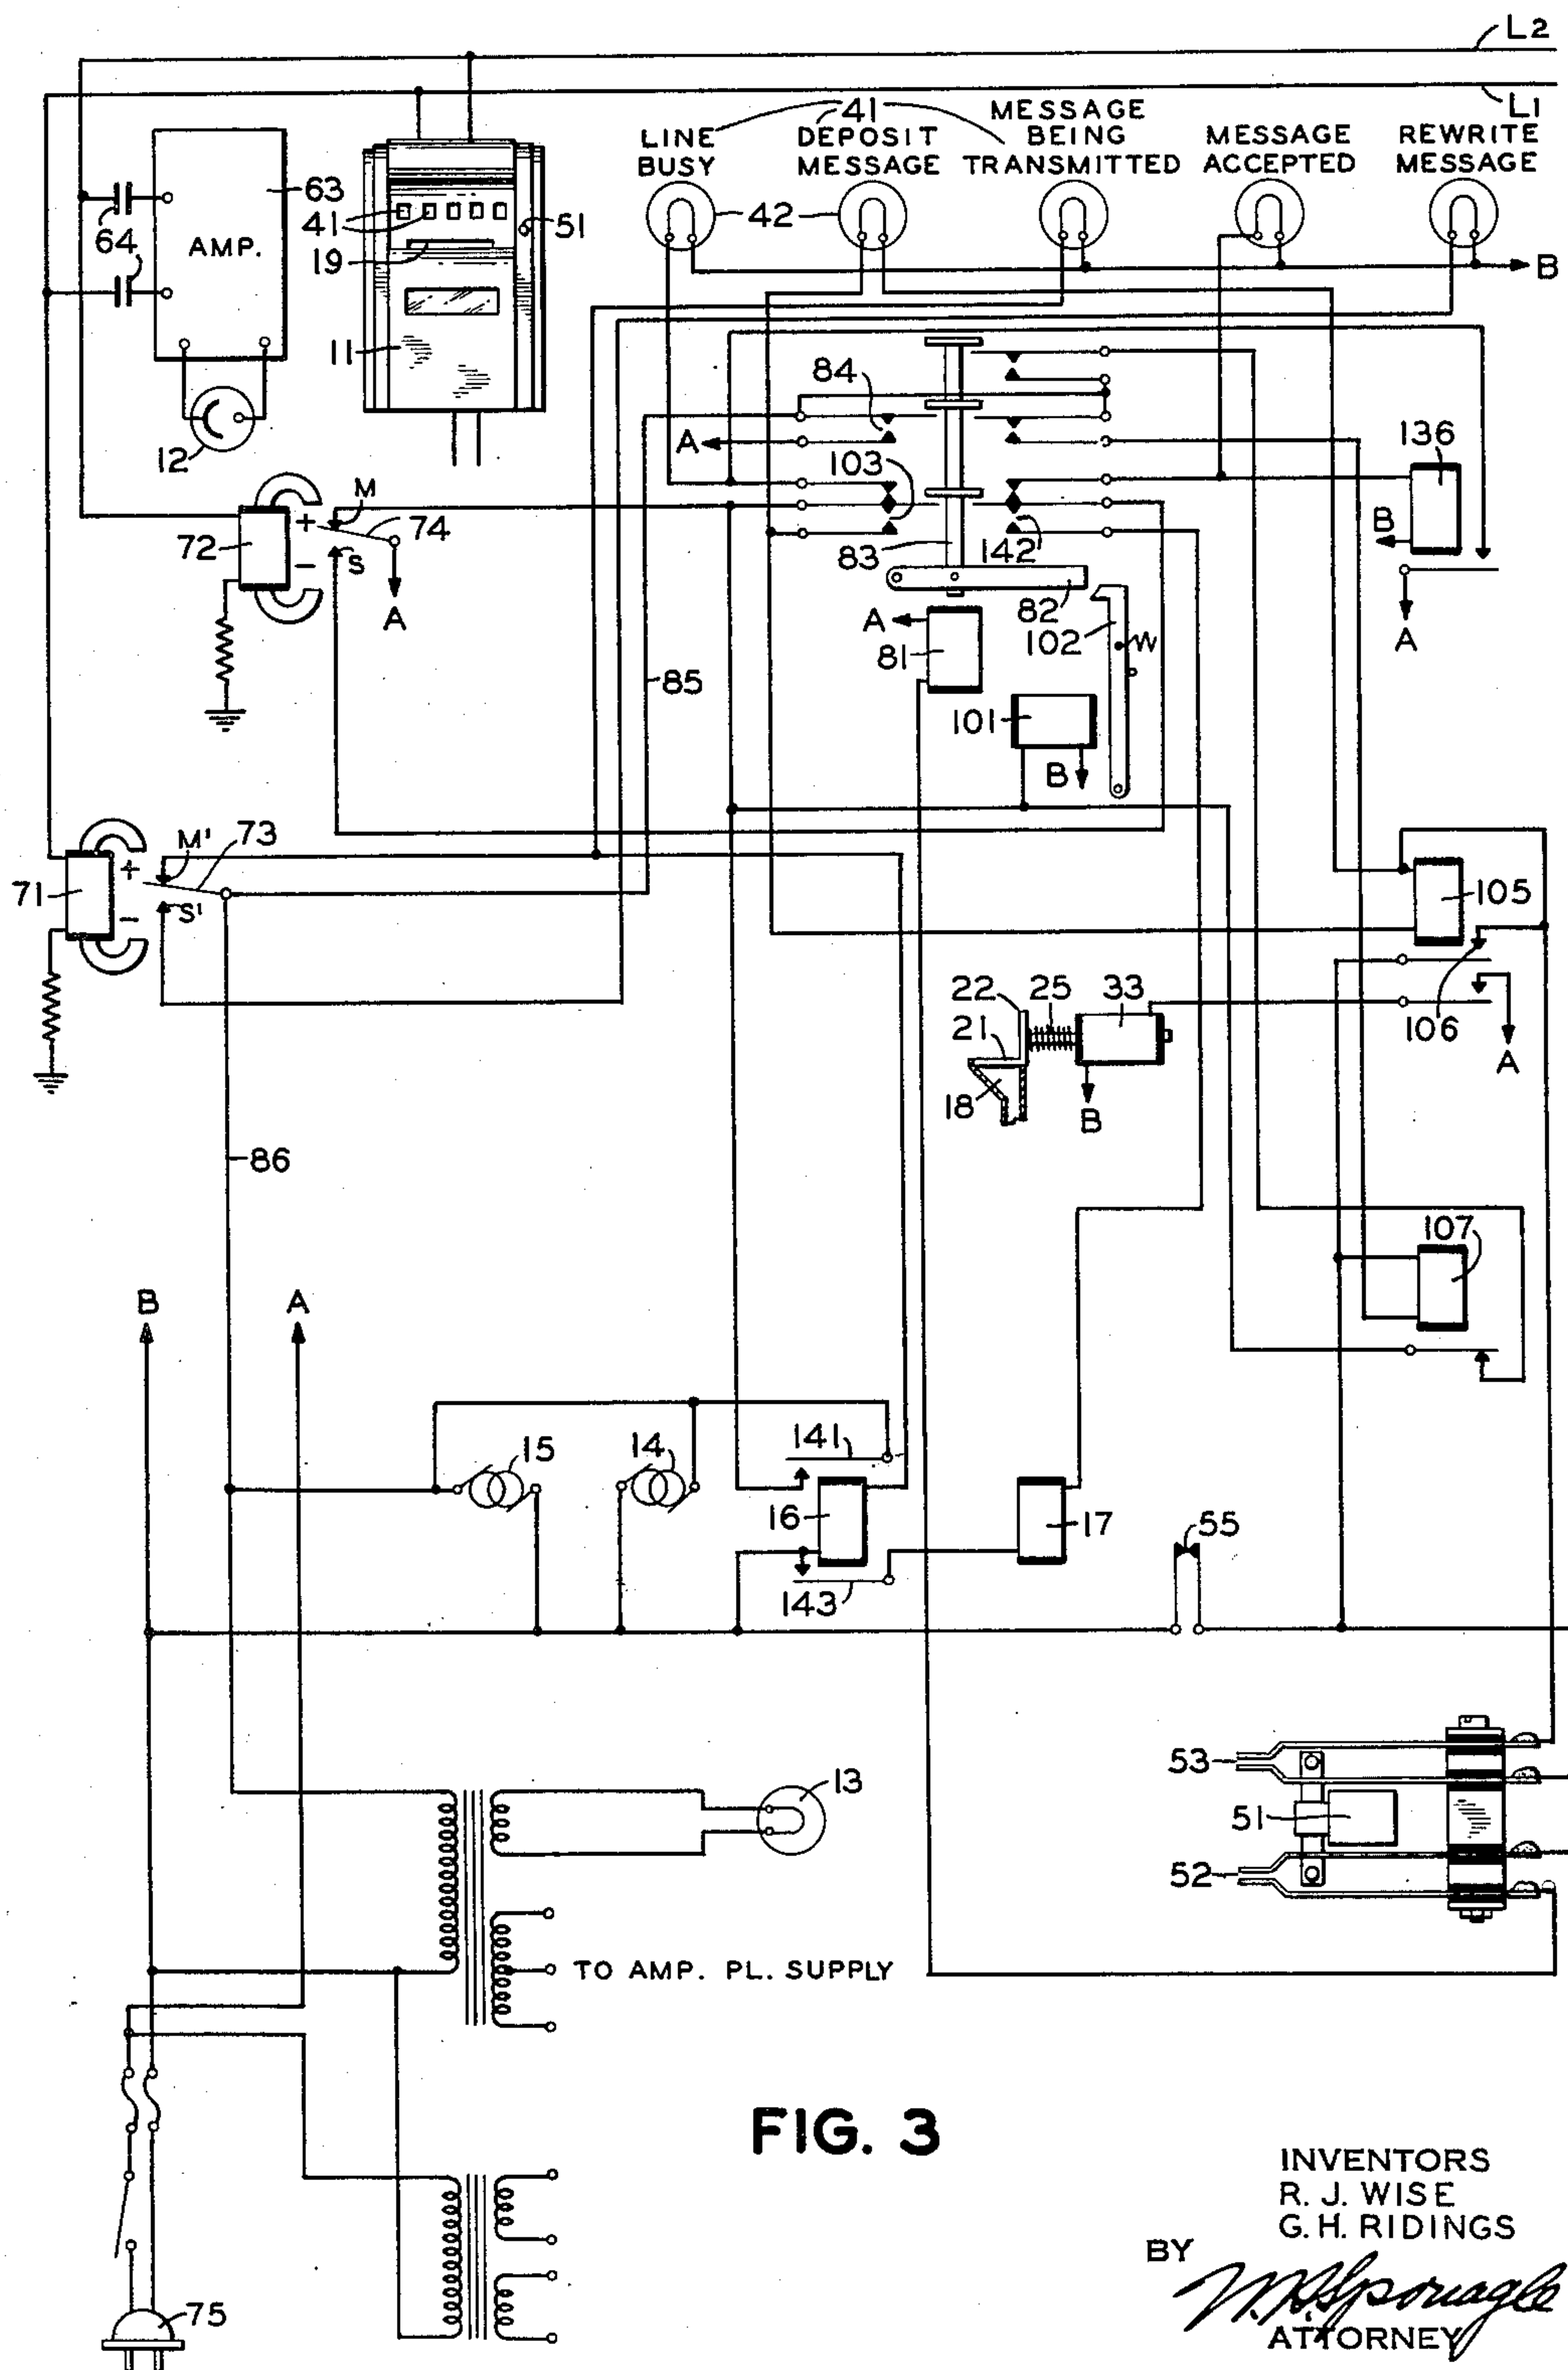 L2
L1
41
LINE BUSY
DEPOSIT MESSAGE
MESSAGE BEING TRANSMITTED
MESSAGE ACCEPTED
REWRITE MESSAGE
63
64
AMP.
41
19
51
42
B
11
12
84
A
103
136
M
74
72
+
-
S
A
83
142
82
B
A
A
81
102
W
85
101
B
M'
73
71
+
-
S'
105
22
25
33
21
106
18
A
B
86
107
B
A
15
14
141
16
17
55
143
13
53
51
52
TO AMP. PL. SUPPLY
75
FIG. 3
INVENTORS
R. J. WISE
G. H. RIDINGS
BY
W.H. Sponagle
ATTORNEY